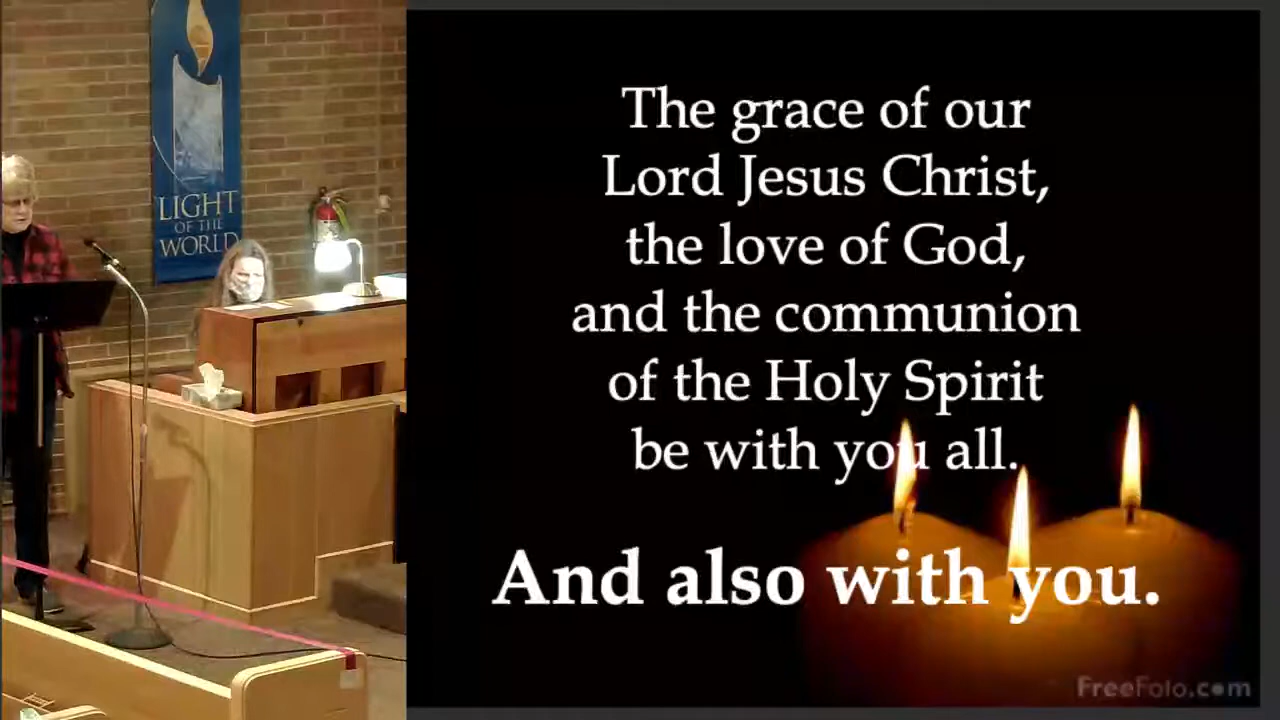 LIGHT
OF THE
WORLD
The grace of our
Lord Jesus Christ,
the love of God,
and the communion
of the Holy Spirit
be with you all.
And also with you.
FreeFoto.com